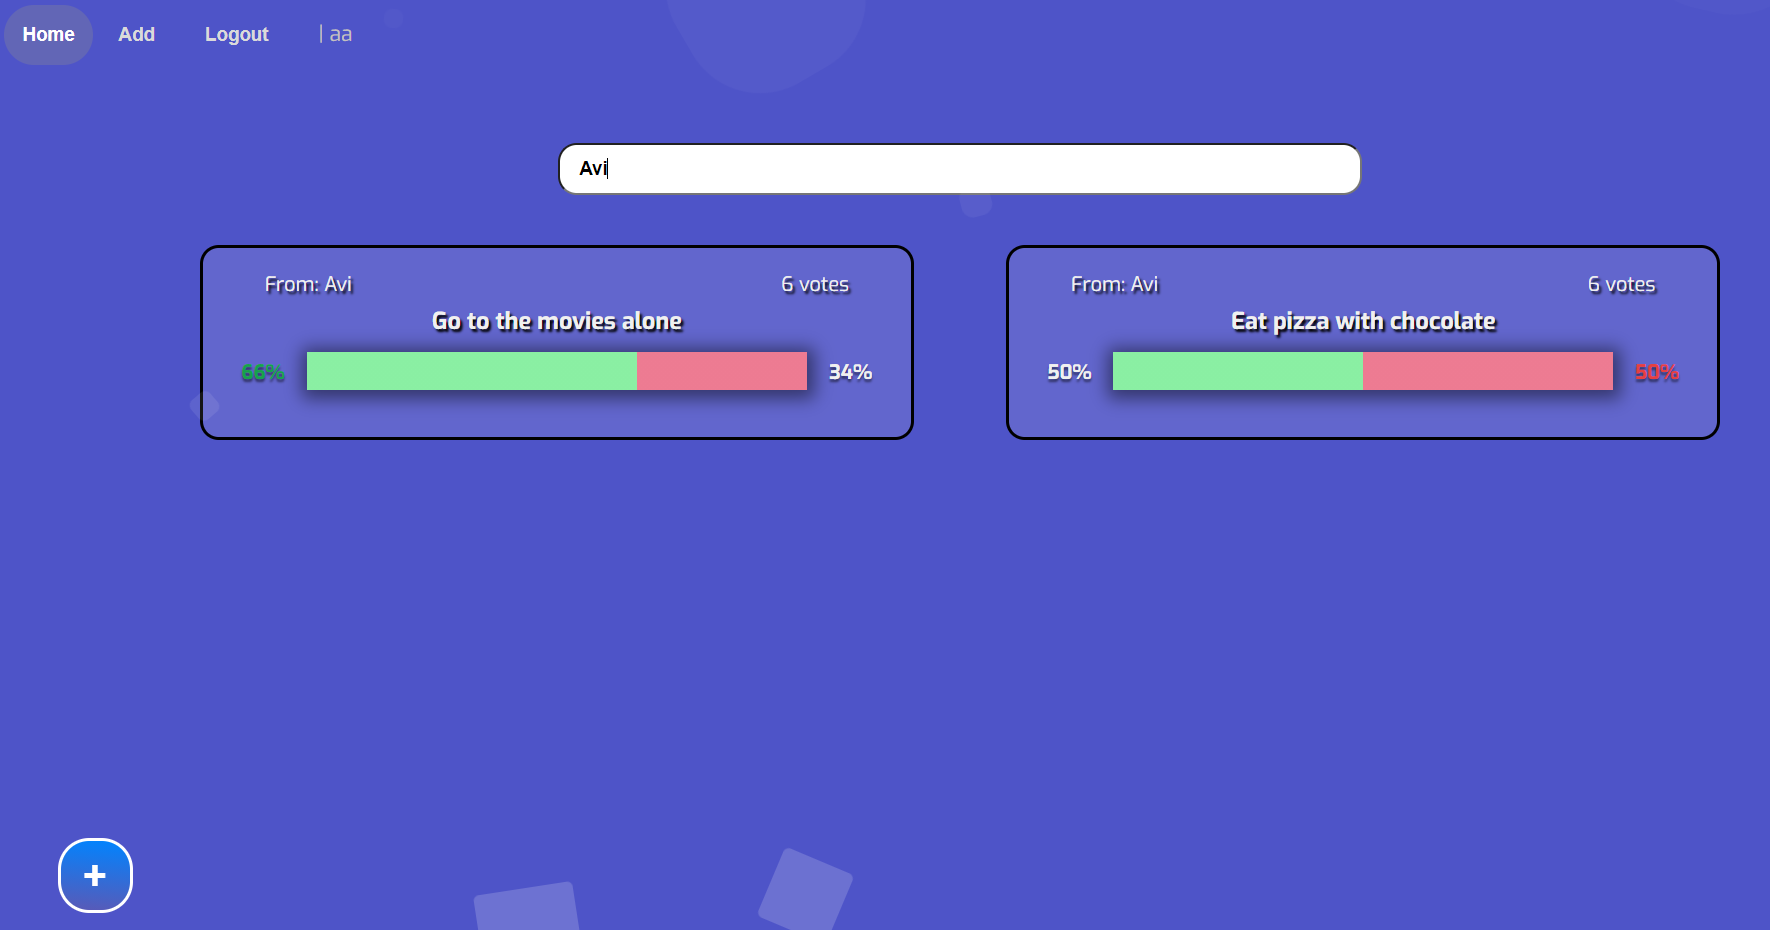 Home Add Logout | aa
Avi
From: Avi 6 votes
Go to the movies alone
66% 34%
From: Avi 6 votes
Eat pizza with chocolate
50% 50%
+